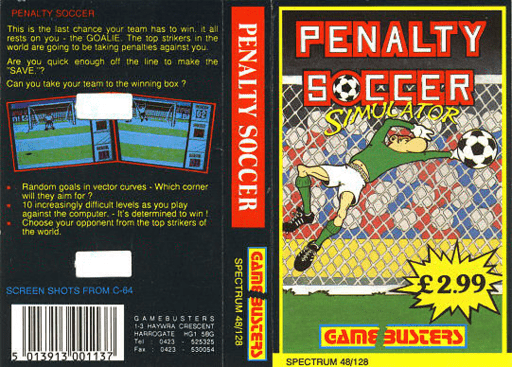 PENALTY SOCCER
This is the last chance your team has to win. it all
rests on you - the GOALIE. The top strikers in the
world are going to be taking penalties against you.
Are you quick enough off the line to make the
"SAVE."?
Can you take your team to the winning box ?
Random goals in vector curves - Which corner
will they aim for ?
10 increasingly difficult levels as you play
against the computer. - It's determined to win !
Choose your opponent from the top strikers of
the world.
SCREEN SHOTS FROM C-64
5 013913 001137
GAMEBUSTERS
1-3 HAYWRA CRESCENT
HARROGATE HG1 5BG
Tel : 0423 - 525325
Fax : 0423 - 530054
PENALTY SOCCER
GAMEBUSTERS
SPECTRUM 48/128
PENALTY
SOCCER
SIMULATOR
£2.99
GAMEBUSTERS
SPECTRUM 48/128